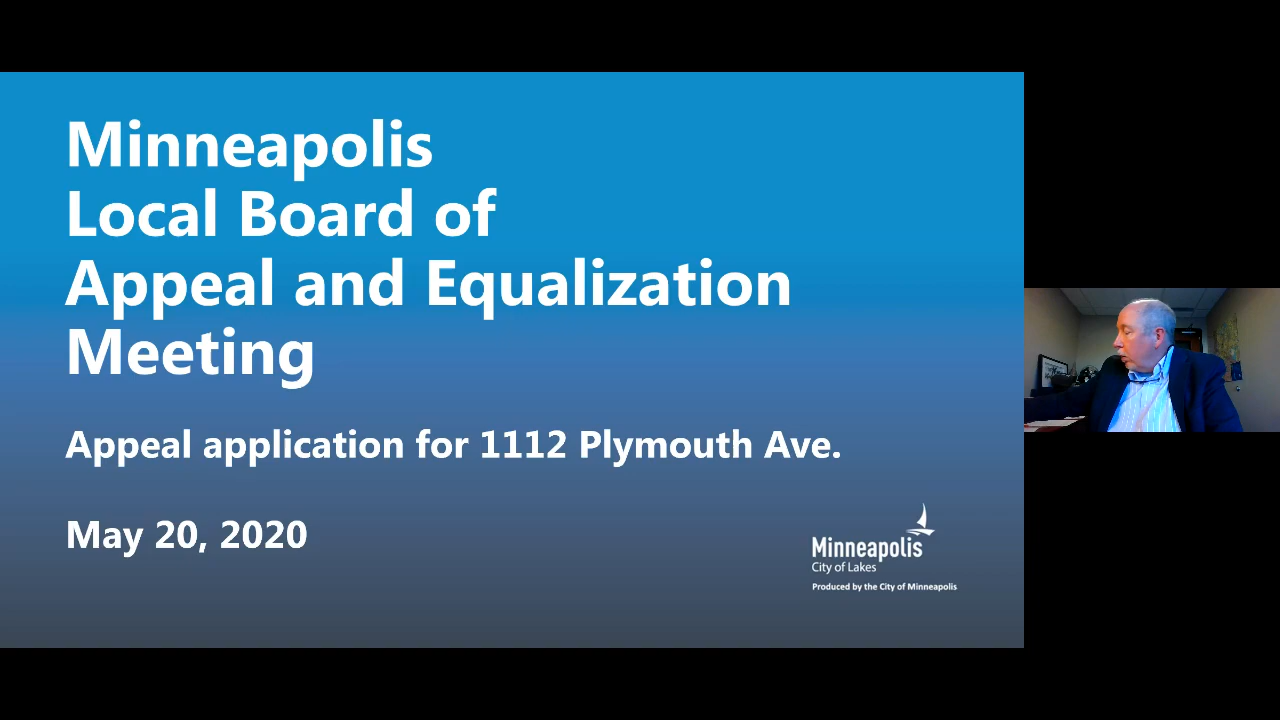 Minneapolis
Local Board of
Appeal and Equalization
Meeting
Appeal application for 1112 Plymouth Ave.
May 20, 2020
Minneapolis
City of Lakes
Produced by the City of Minneapolis